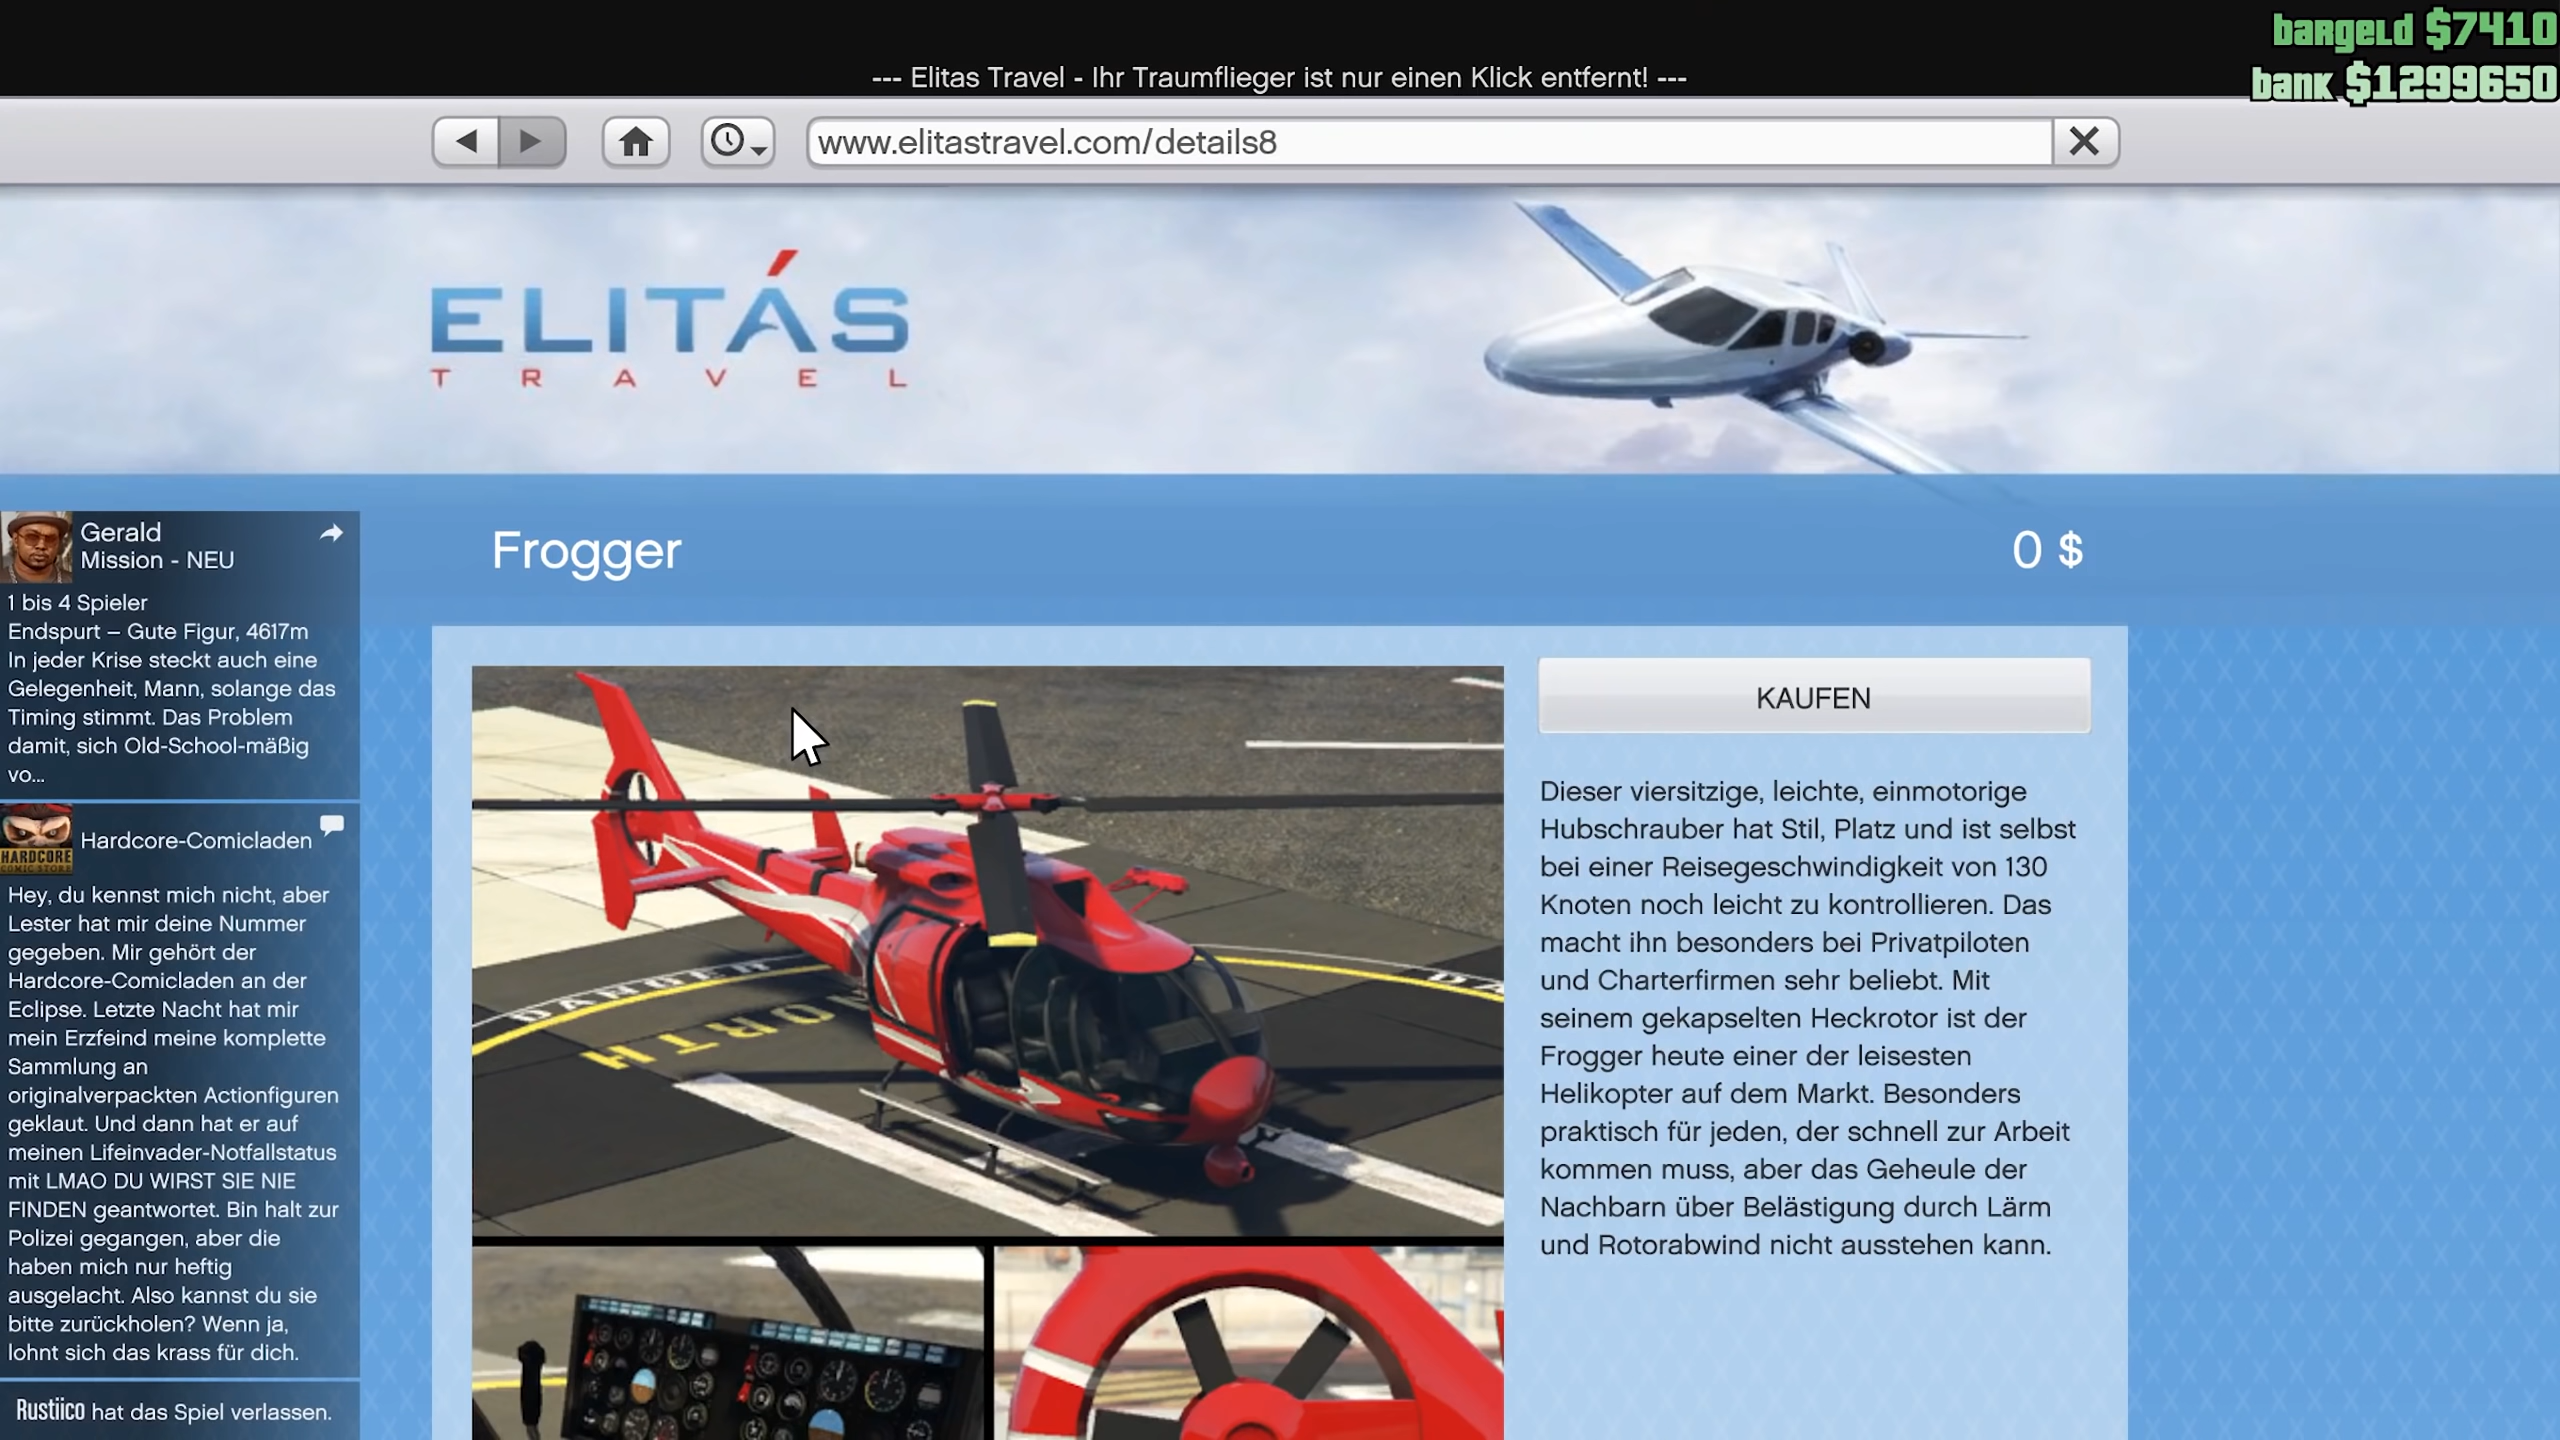 bargeld $7410
--- Elitas Travel - Ihr Traumflieger ist nur einen Klick entfernt! ---
bank $1299650
www.elitastravel.com/details8
ELITÁS
TRAVEL
Gerald
Mission - NEU
1 bis 4 Spieler
Endspurt – Gute Figur, 4617m
In jeder Krise steckt auch eine
Gelegenheit, Mann, solange das
Timing stimmt. Das Problem
damit, sich Old-School-mäßig
vo...
HARDCORE
COMIC STORE
Hardcore-Comicladen
Hey, du kennst mich nicht, aber
Lester hat mir deine Nummer
gegeben. Mir gehört der
Hardcore-Comicladen an der
Eclipse. Letzte Nacht hat mir
mein Erzfeind meine komplette
Sammlung an
originalverpackten Actionfiguren
geklaut. Und dann hat er auf
meinen Lifeinvader-Notfallstatus
mit LMAO DU WIRST SIE NIE
FINDEN geantwortet. Bin halt zur
Polizei gegangen, aber die
haben mich nur heftig
ausgelacht. Also kannst du sie
bitte zurückholen? Wenn ja,
lohnt sich das krass für dich.
Rustiico hat das Spiel verlassen.
Frogger
0 $
DANGER
DA
ORTH
KAUFEN
Dieser viersitzige, leichte, einmotorige
Hubschrauber hat Stil, Platz und ist selbst
bei einer Reisegeschwindigkeit von 130
Knoten noch leicht zu kontrollieren. Das
macht ihn besonders bei Privatpiloten
und Charterfirmen sehr beliebt. Mit
seinem gekapselten Heckrotor ist der
Frogger heute einer der leisesten
Helikopter auf dem Markt. Besonders
praktisch für jeden, der schnell zur Arbeit
kommen muss, aber das Geheule der
Nachbarn über Belästigung durch Lärm
und Rotorabwind nicht ausstehen kann.